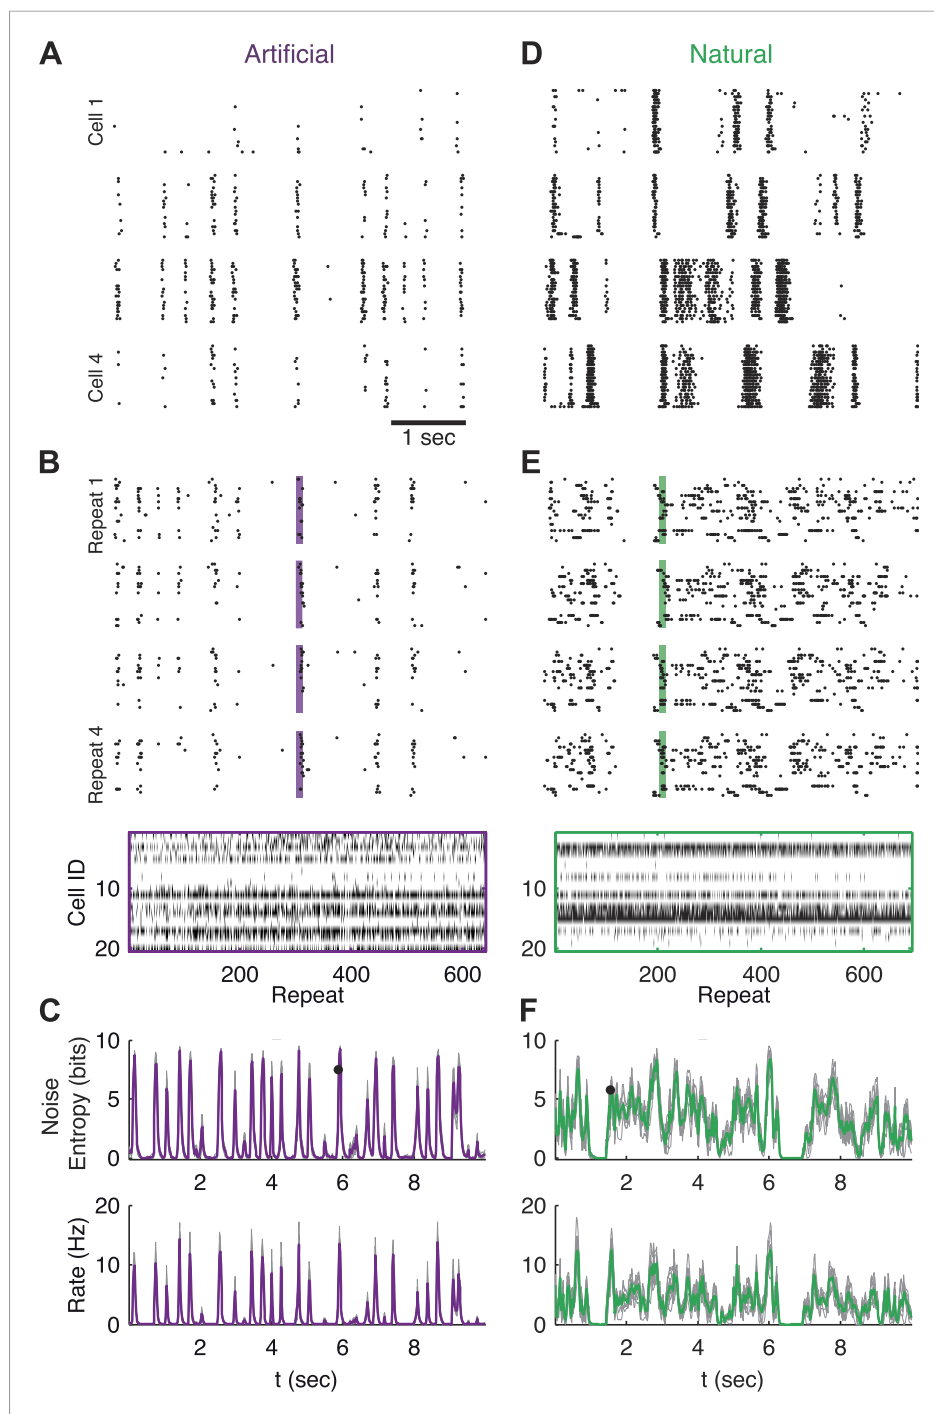 A
Artificial
D
Natural
Cell 1
Cell 4
1 sec
B
E
Repeat 1
Repeat 4
Cell ID
10
20
200
400
600
Repeat
10
20
200
400
600
Repeat
C
F
Noise
Entropy (bits)
10
5
0
2
4
6
8
10
5
0
2
4
6
8
Rate (Hz)
20
10
0
2
4
6
8
t (sec)
20
10
0
2
4
6
8
t (sec)